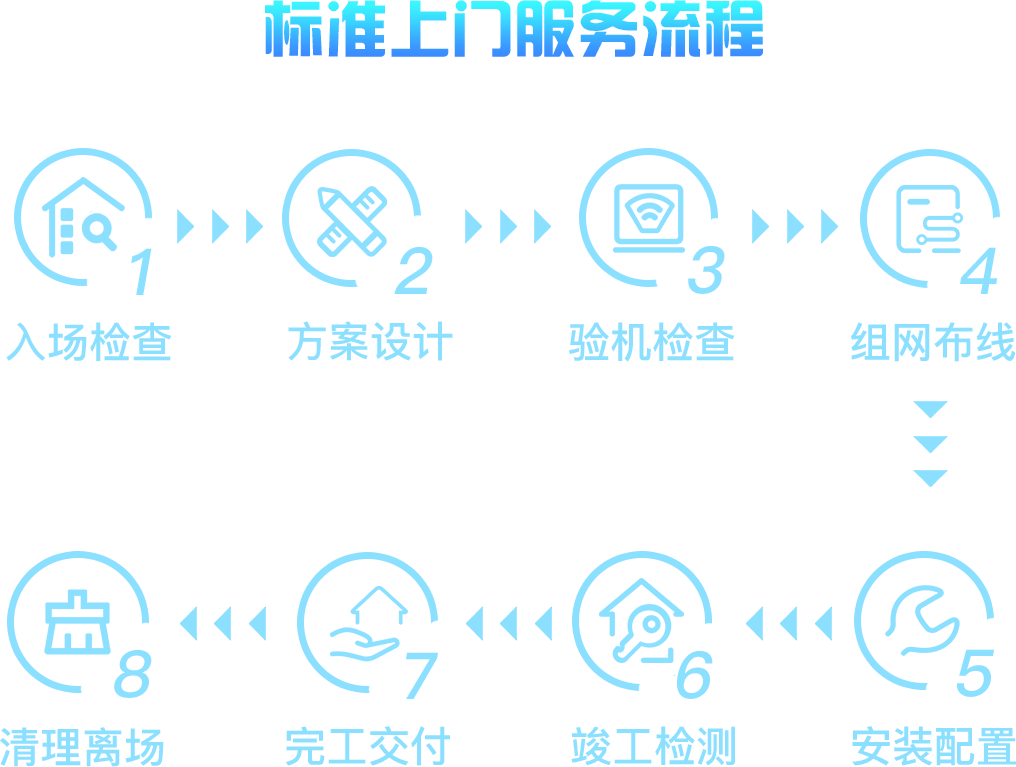 标准上门服务流程
1
入场检查
2
方案设计
3
验机检查
4
组网布线
5
安装配置
6
竣工检测
7
完工交付
8
清理离场